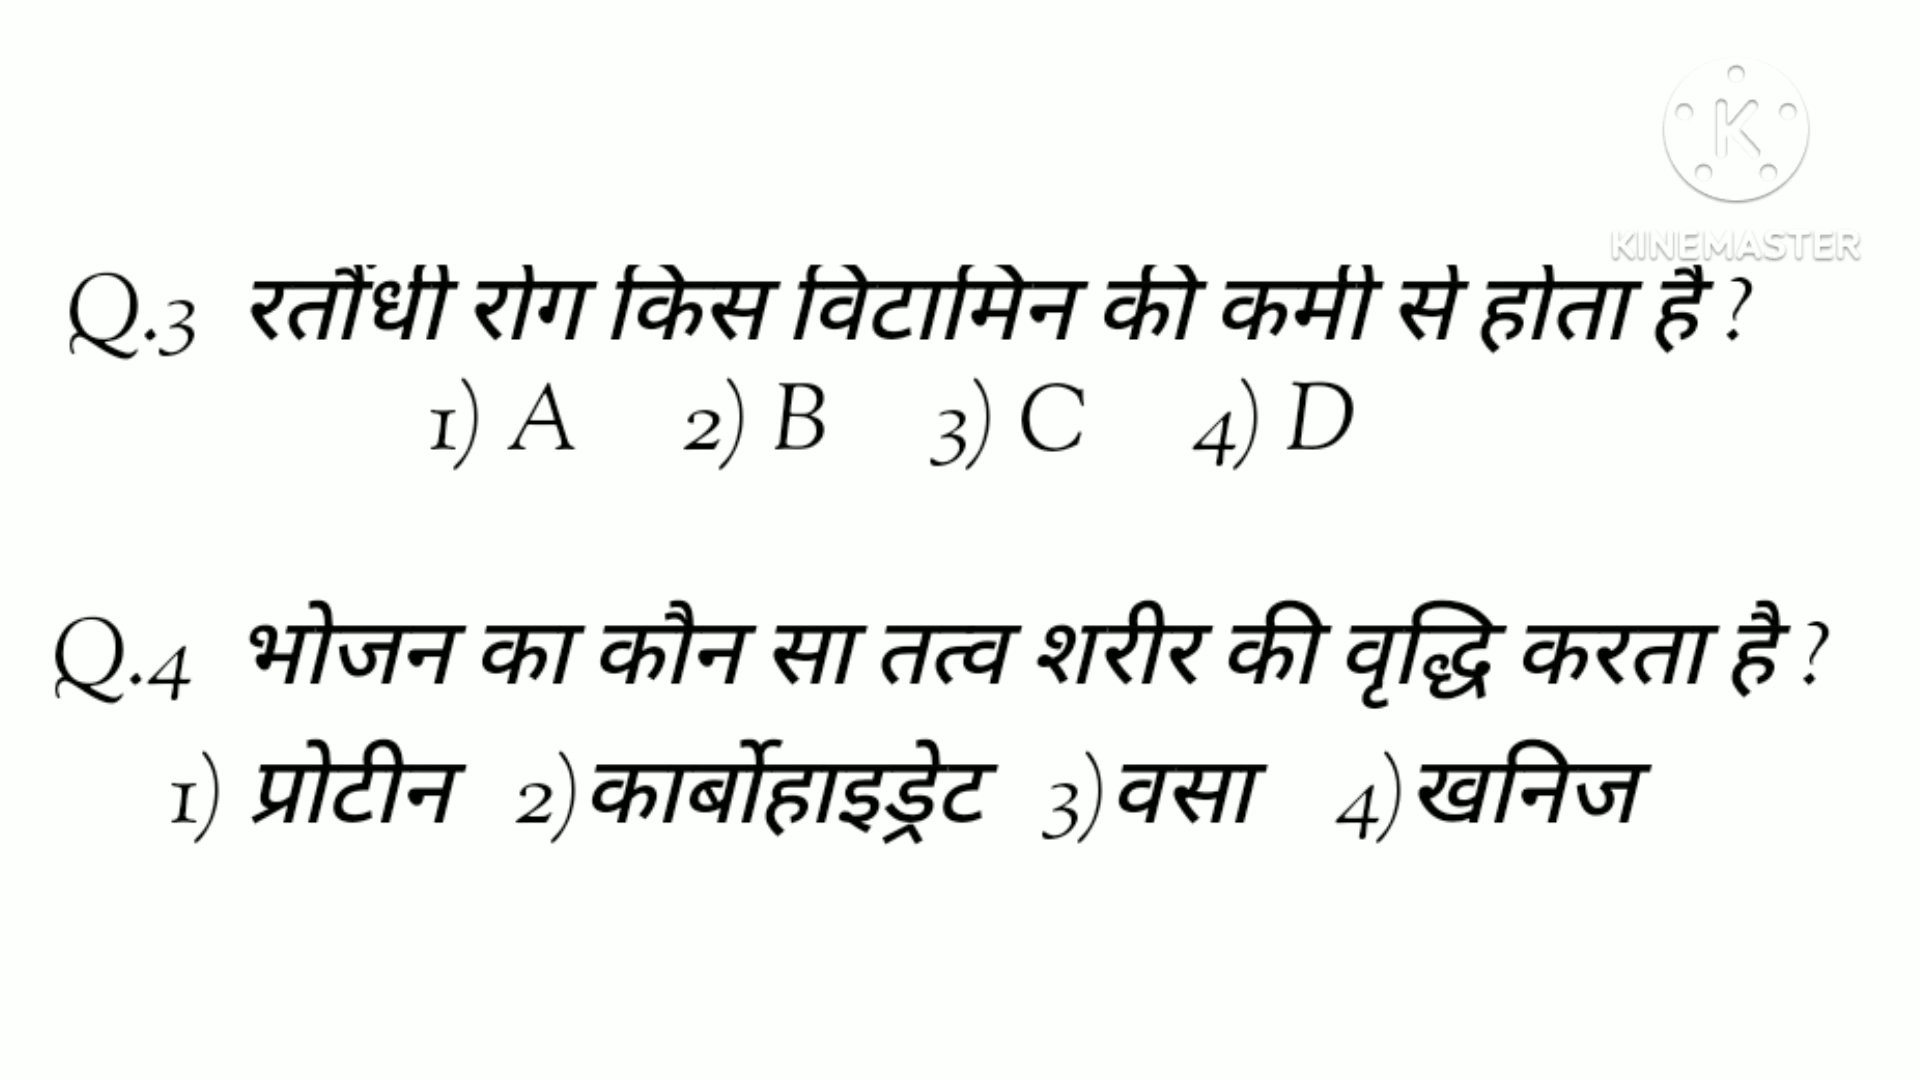 K
KINEMASTER
Q.3 रतौंधी रोग किस विटामिन की कमी से होता है ?
1) A 2) B 3) C 4) D
Q.4 भोजन का कौन सा तत्व शरीर की वृद्धि करता है ?
1) प्रोटीन 2) कार्बोहाइड्रेट 3) वसा 4) खनिज